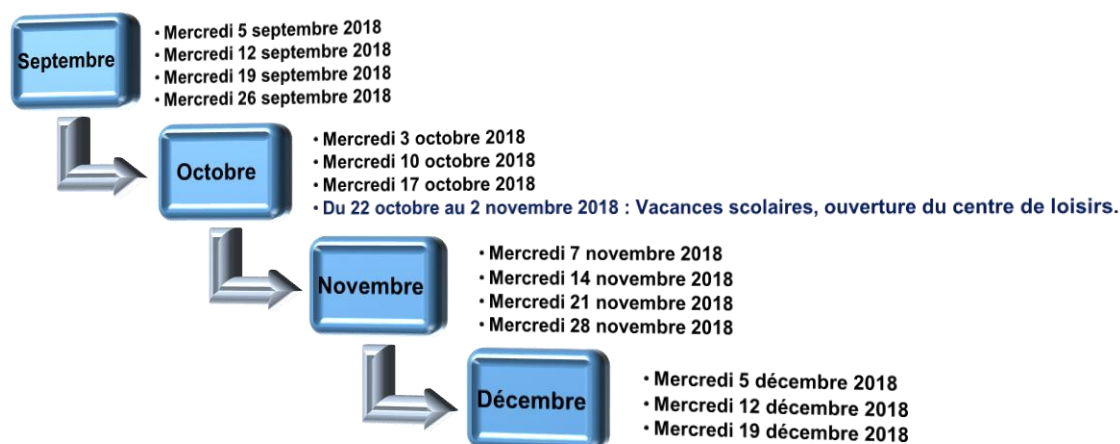 Septembre
• Mercredi 5 septembre 2018
• Mercredi 12 septembre 2018
• Mercredi 19 septembre 2018
• Mercredi 26 septembre 2018
Octobre
• Mercredi 3 octobre 2018
• Mercredi 10 octobre 2018
• Mercredi 17 octobre 2018
• Du 22 octobre au 2 novembre 2018 : Vacances scolaires, ouverture du centre de loisirs.
Novembre
• Mercredi 7 novembre 2018
• Mercredi 14 novembre 2018
• Mercredi 21 novembre 2018
• Mercredi 28 novembre 2018
Décembre
• Mercredi 5 décembre 2018
• Mercredi 12 décembre 2018
• Mercredi 19 décembre 2018